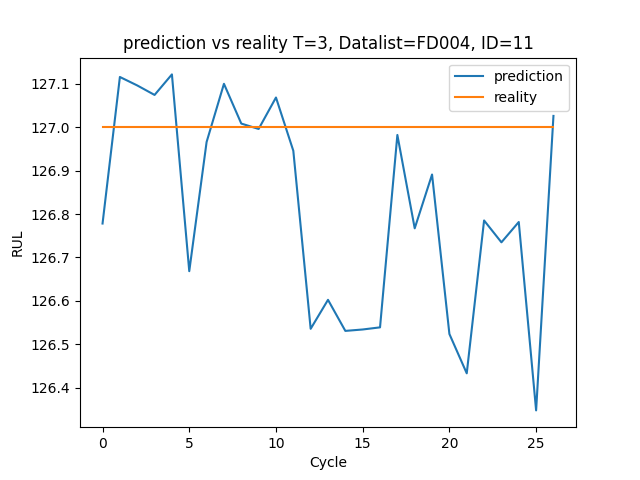 prediction vs reality T=3, Datalist=FD004, ID=11
prediction
reality
127.1
127.0
126.9
126.8
126.7
126.6
126.5
126.4
RUL
0 5 10 15 20 25
Cycle